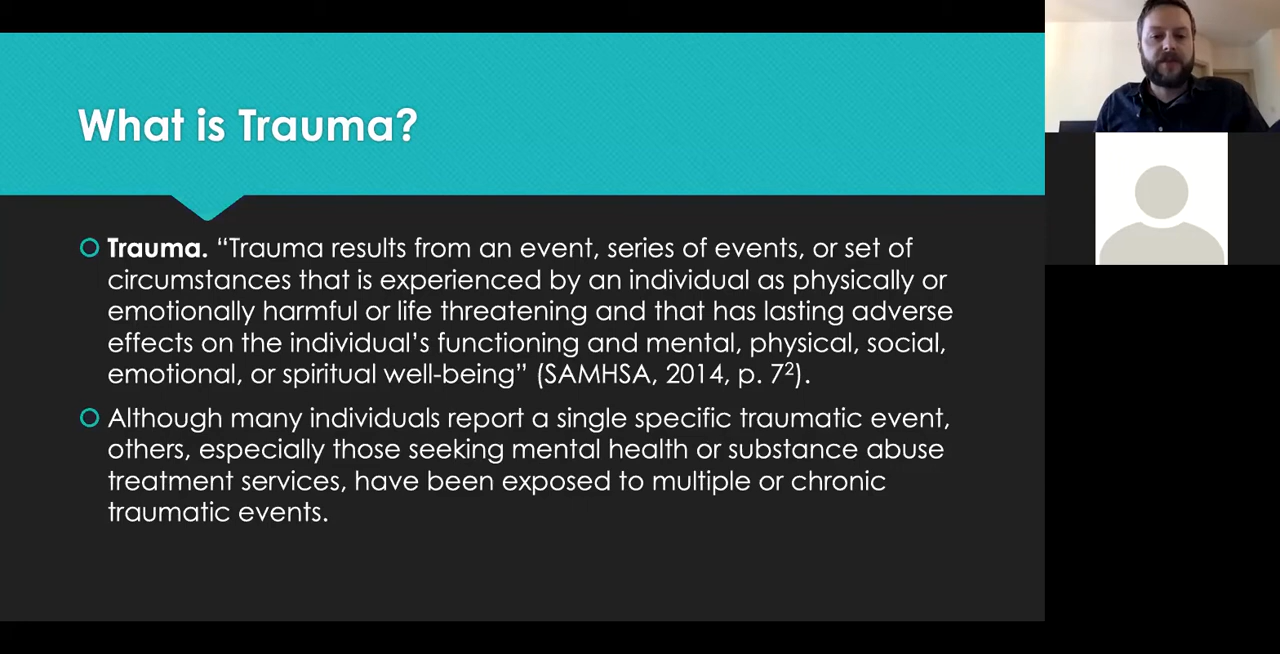 What is Trauma?
Trauma. “Trauma results from an event, series of events, or set of
circumstances that is experienced by an individual as physically or
emotionally harmful or life threatening and that has lasting adverse
effects on the individual’s functioning and mental, physical, social,
emotional, or spiritual well-being” (SAMHSA, 2014, p. 7²).
Although many individuals report a single specific traumatic event,
others, especially those seeking mental health or substance abuse
treatment services, have been exposed to multiple or chronic
traumatic events.